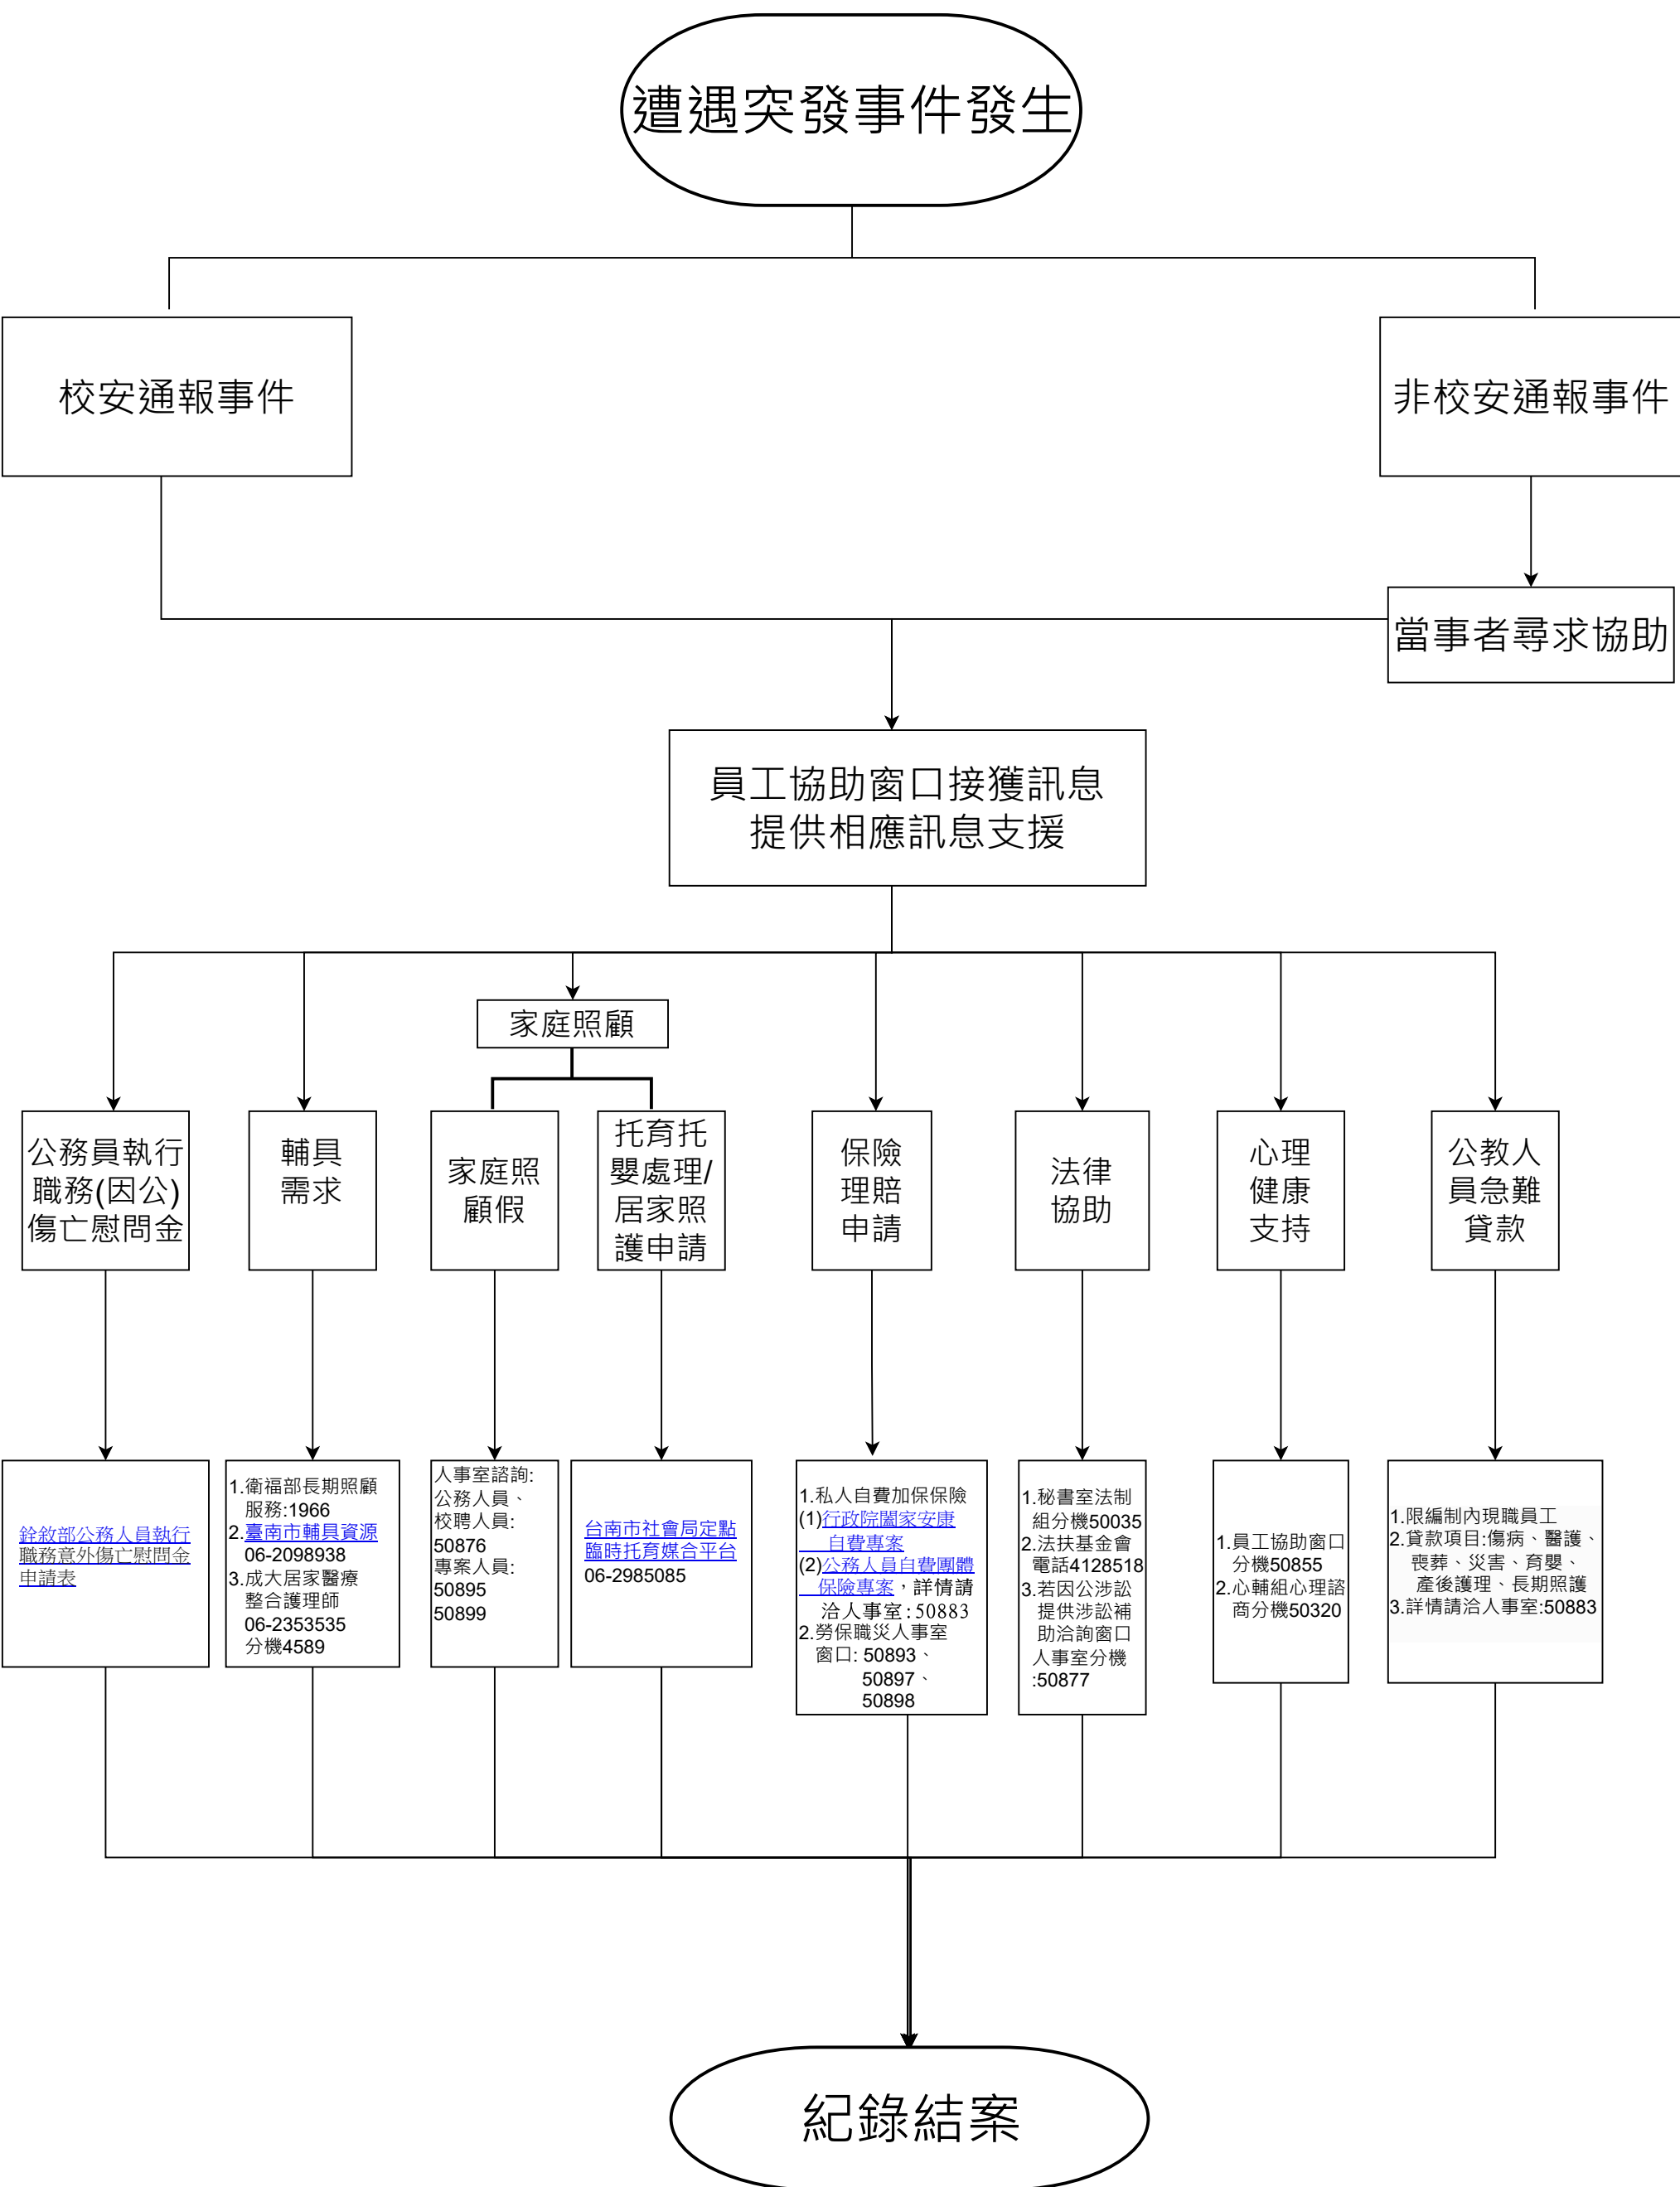 遭遇突發事件發生
校安通報事件
非校安通報事件
當事者尋求協助
員工協助窗口接獲訊息
提供相應訊息支援
家庭照顧
公務員執行
職務(因公)
傷亡慰問金
輔具
需求
家庭照
顧假
托育托
嬰處理/
居家照
護申請
保險
理賠
申請
法律
協助
心理
健康
支持
公教人
員急難
貸款
銓敘部公務人員執行
職務意外傷亡慰問金
申請表
1.衛福部長期照顧
服務:1966
2.臺南市輔具資源
06-2098938
3.成大居家醫療
整合護理師
06-2353535
分機4589
人事室諮詢:
公務人員、
校聘人員:
50876
專案人員:
50895
50899
台南市社會局定點
臨時托育媒合平台
06-2985085
1.私人自費加保保險
(1)行政院闔家安康
自費專案
(2)公務人員自費團體
保險專案，詳情請
洽人事室:50883
2.勞保職災人事室
窗口: 50893、
50897、
50898
1.秘書室法制
組分機50035
2.法扶基金會
電話4128518
3.若因公涉訟
提供涉訟補
助洽詢窗口
人事室分機
:50877
1.員工協助窗口
分機50855
2.心輔組心理諮
商分機50320
1.限編制內現職員工
2.貸款項目:傷病、醫護、
喪葬、災害、育嬰、
產後護理、長期照護
3.詳情請洽人事室:50883
紀錄結案